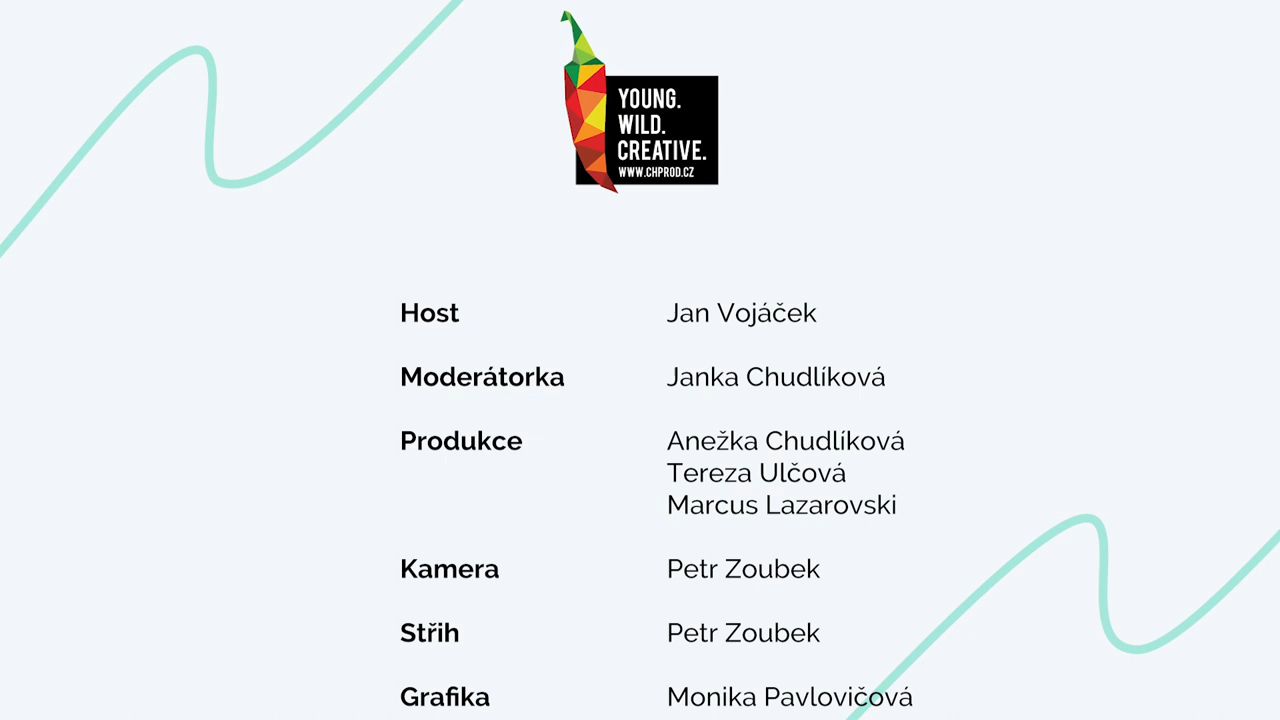 YOUNG.
WILD.
CREATIVE.
WWW.CHPROD.CZ
Host Jan Vojáček
Moderátorka Janka Chudlíková
Produkce Anežka Chudlíková
Tereza Ulčová
Marcus Lazarovski
Kamera Petr Zoubek
Střih Petr Zoubek
Grafika Monika Pavlovičová